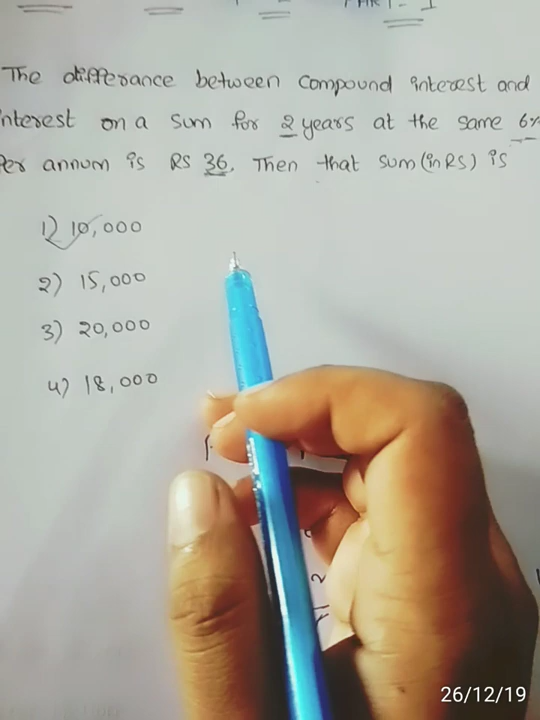 PART - I
The differance between compound interest and
interest on a sum for 2 years at the same 6%
Per annum is RS 36. Then that sum (in RS) is
1) 10,000
2) 15,000
3) 20,000
4) 18,000
26/12/19